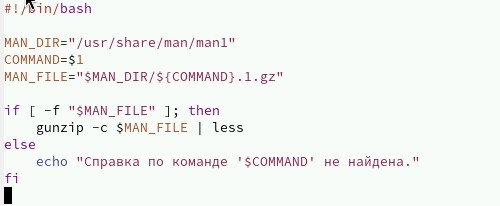 #!/bin/bash
MAN_DIR="/usr/share/man/man1"
COMMAND=$1
MAN_FILE="$MAN_DIR/${COMMAND}.1.gz"
if [ -f "$MAN_FILE" ]; then
    gunzip -c $MAN_FILE | less
else
    echo "Справка по команде '$COMMAND' не найдена."
fi